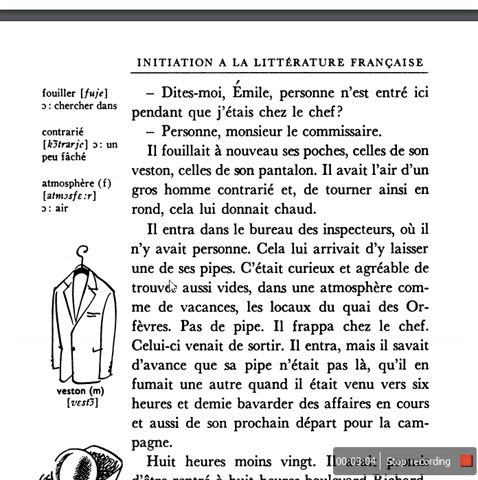 INITIATION A LA LITTÉRATURE FRANÇAISE
fouiller [fuje]
ɔ : chercher dans
contrarié
[kɔ̃trarje] ɔ : un
peu fâché
atmosphère (f)
[atmɔsfɛ:r]
ɔ : air
veston (m)
[vestɔ̃]
– Dites-moi, Émile, personne n'est entré ici
pendant que j'étais chez le chef?
– Personne, monsieur le commissaire.
Il fouillait à nouveau ses poches, celles de son
veston, celles de son pantalon. Il avait l'air d'un
gros homme contrarié et, de tourner ainsi en
rond, cela lui donnait chaud.
Il entra dans le bureau des inspecteurs, où il
n'y avait personne. Cela lui arrivait d'y laisser
une de ses pipes. C'était curieux et agréable de
trouver aussi vides, dans une atmosphère com-
me de vacances, les locaux du quai des Or-
fèvres. Pas de pipe. Il frappa chez le chef.
Celui-ci venait de sortir. Il entra, mais il savait
d'avance que sa pipe n'était pas là, qu'il en
fumait une autre quand il était venu vers six
heures et demie bavarder des affaires en cours
et aussi de son prochain départ pour la cam-
pagne.
Huit heures moins vingt. Il
00:03:04 Stop recording
d'être rentré à huit heures boulevard Richard-